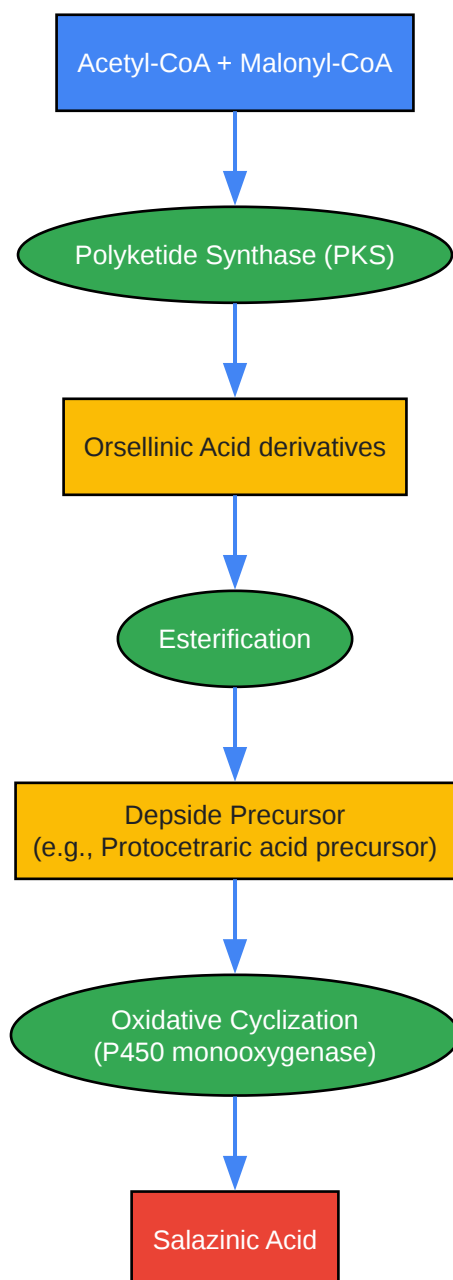 Acetyl-CoA + Malonyl-CoA
Polyketide Synthase (PKS)
Orsellinic Acid derivatives
Esterification
Depside Precursor
(e.g., Protocetraric acid precursor)
Oxidative Cyclization
(P450 monooxygenase)
Salazinic Acid